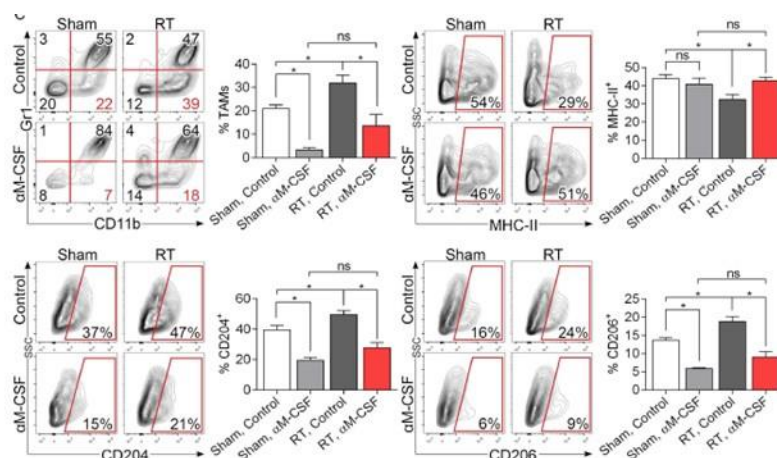 Sham RT
Control
αM-CSF
Gr1
3 55 2 47
20 22 12 39
1 84 4 64
8 7 14 18
CD11b
% TAMs
40
30
20
10
0
ns
* *
*
Sham, Control
Sham, αM-CSF
RT, Control
RT, αM-CSF
Sham RT
Control
αM-CSF
SSC
54% 29%
46% 51%
MHC-II
% MHC-II+
50
40
30
20
10
0
ns
* *
ns
Sham, Control
Sham, αM-CSF
RT, Control
RT, αM-CSF
Sham RT
Control
αM-CSF
SSC
37% 47%
15% 21%
CD204
% CD204+
60
40
20
0
ns
* *
*
Sham, Control
Sham, αM-CSF
RT, Control
RT, αM-CSF
Sham RT
Control
αM-CSF
SSC
16% 24%
6% 9%
CD206
% CD206+
25
20
15
10
5
0
ns
* *
*
Sham, Control
Sham, αM-CSF
RT, Control
RT, αM-CSF